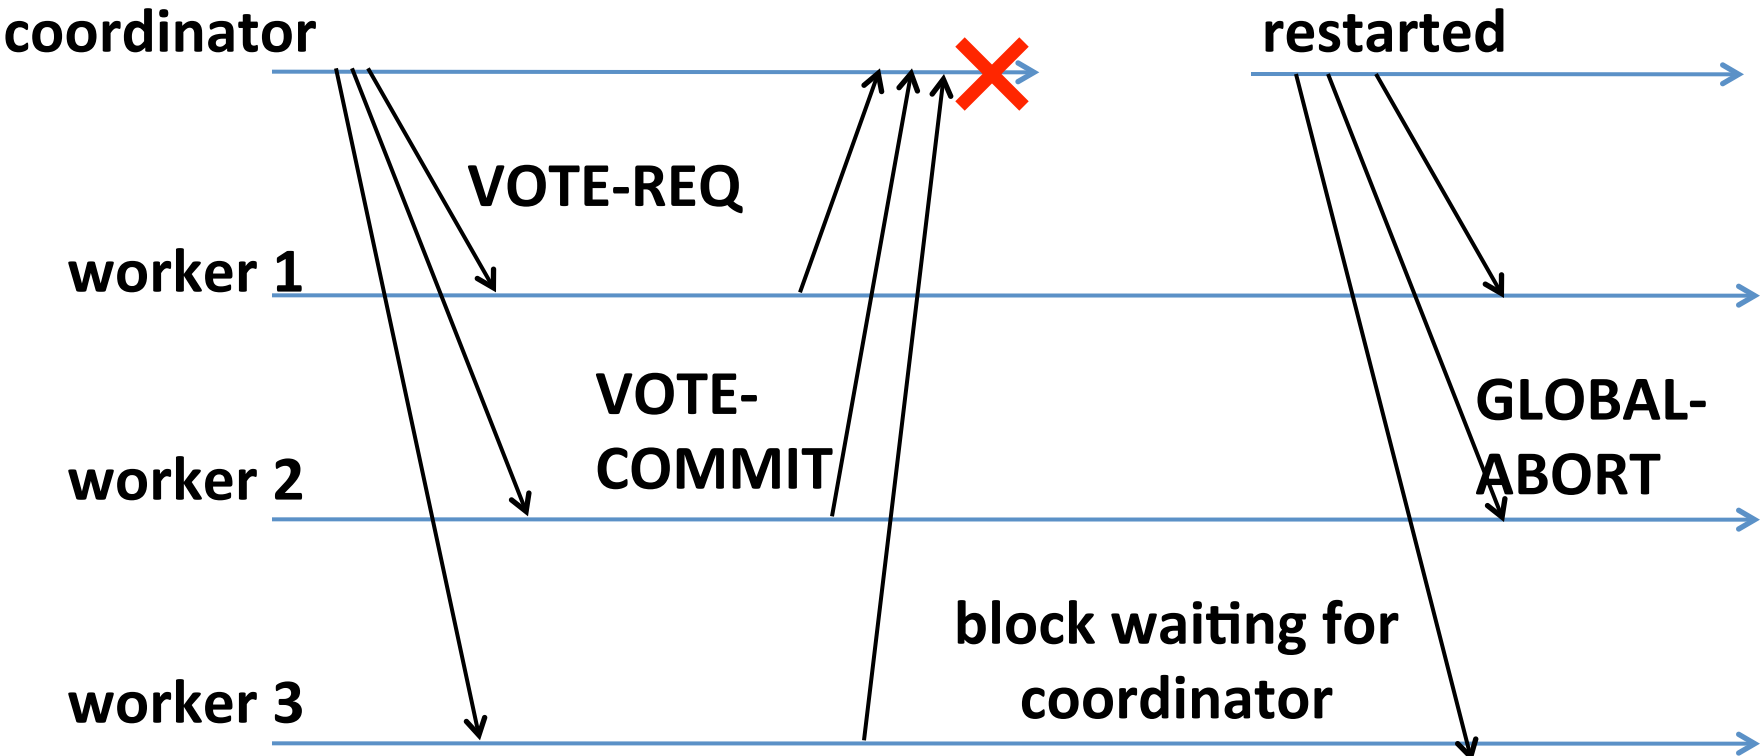 coordinator
restarted
VOTE-REQ
worker 1
VOTE-
COMMIT
GLOBAL-
ABORT
worker 2
block waiting for
coordinator
worker 3